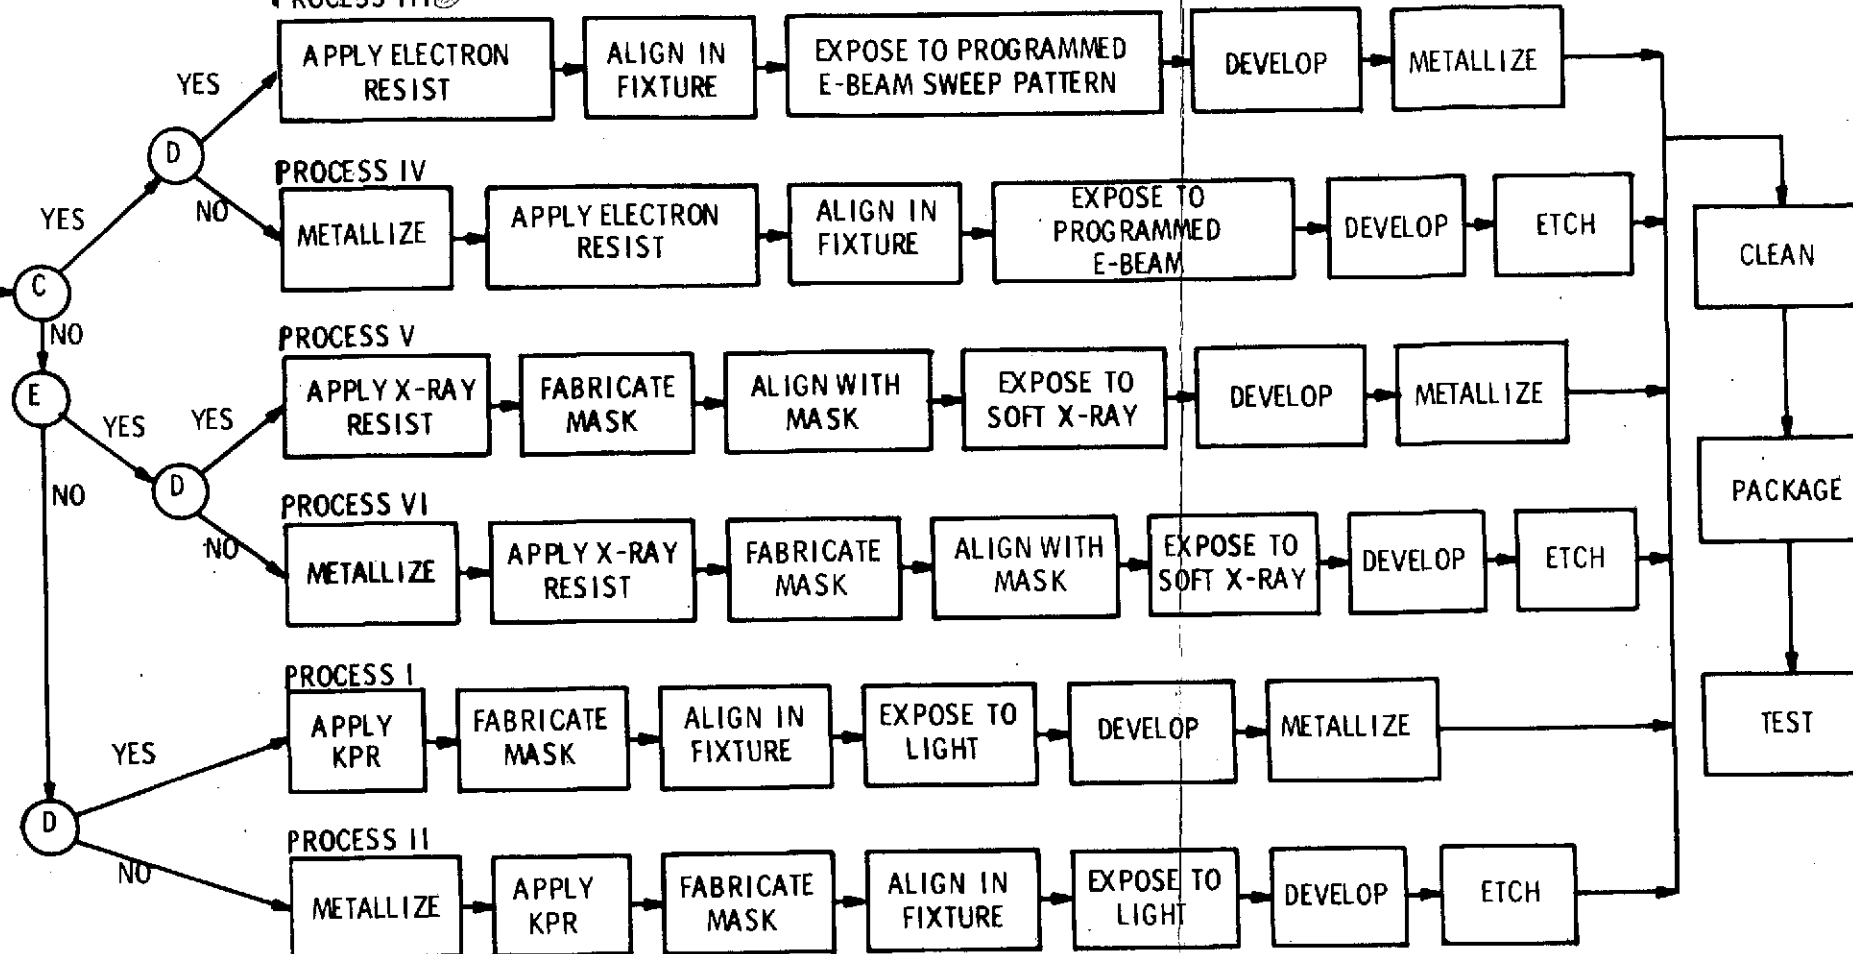 PROCESS III
APPLY ELECTRON
RESIST
ALIGN IN
FIXTURE
EXPOSE TO PROGRAMMED
E-BEAM SWEEP PATTERN
DEVELOP
METALLIZE
YES
D
NO
PROCESS IV
METALLIZE
APPLY ELECTRON
RESIST
ALIGN IN
FIXTURE
EXPOSE TO
PROGRAMMED
E-BEAM
DEVELOP
ETCH
CLEAN
YES
C
NO
PROCESS V
APPLY X-RAY
RESIST
FABRICATE
MASK
ALIGN WITH
MASK
EXPOSE TO
SOFT X-RAY
DEVELOP
METALLIZE
E
YES
YES
D
NO
NO
PACKAGE
PROCESS VI
METALLIZE
APPLY X-RAY
RESIST
FABRICATE
MASK
ALIGN WITH
MASK
EXPOSE TO
SOFT X-RAY
DEVELOP
ETCH
PROCESS I
APPLY
KPR
FABRICATE
MASK
ALIGN IN
FIXTURE
EXPOSE TO
LIGHT
DEVELOP
METALLIZE
TEST
YES
D
NO
PROCESS II
METALLIZE
APPLY
KPR
FABRICATE
MASK
ALIGN IN
FIXTURE
EXPOSE TO
LIGHT
DEVELOP
ETCH